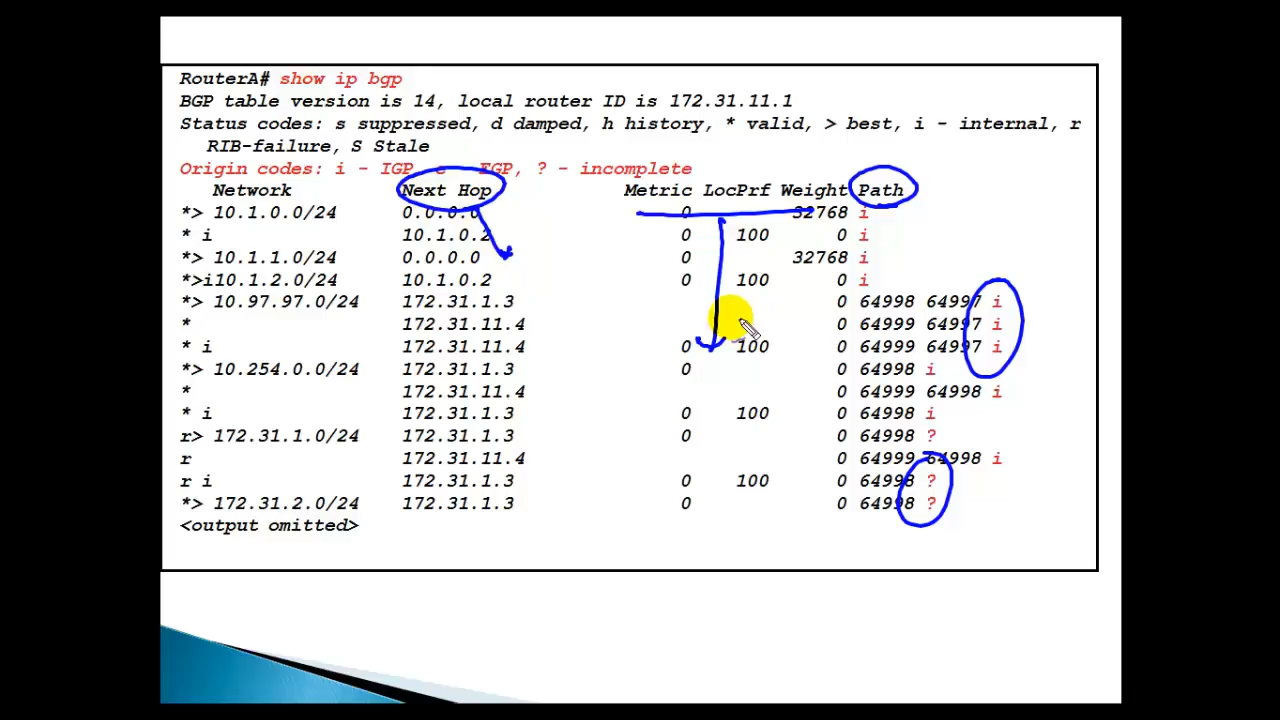 RouterA# show ip bgp
BGP table version is 14, local router ID is 172.31.11.1
Status codes: s suppressed, d damped, h history, * valid, > best, i - internal, r
RIB-failure, S Stale
Origin codes: i - IGP, e - EGP, ? - incomplete
Network Next Hop Metric LocPrf Weight Path
*> 10.1.0.0/24 0.0.0.0 0 32768 i
* i 10.1.0.2 0 100 0 i
*> 10.1.1.0/24 0.0.0.0 0 32768 i
*>i10.1.2.0/24 10.1.0.2 0 100 0 i
*> 10.97.97.0/24 172.31.1.3 0 64998 64997 i
* 172.31.11.4 0 64999 64997 i
* i 172.31.11.4 0 100 0 64999 64997 i
*> 10.254.0.0/24 172.31.1.3 0 0 64998 i
* 172.31.11.4 0 64999 64998 i
* i 172.31.1.3 0 100 0 64998 i
r> 172.31.1.0/24 172.31.1.3 0 0 64998 ?
r 172.31.11.4 0 64999 64998 i
r i 172.31.1.3 0 100 0 64998 ?
*> 172.31.2.0/24 172.31.1.3 0 0 64998 ?
<output omitted>